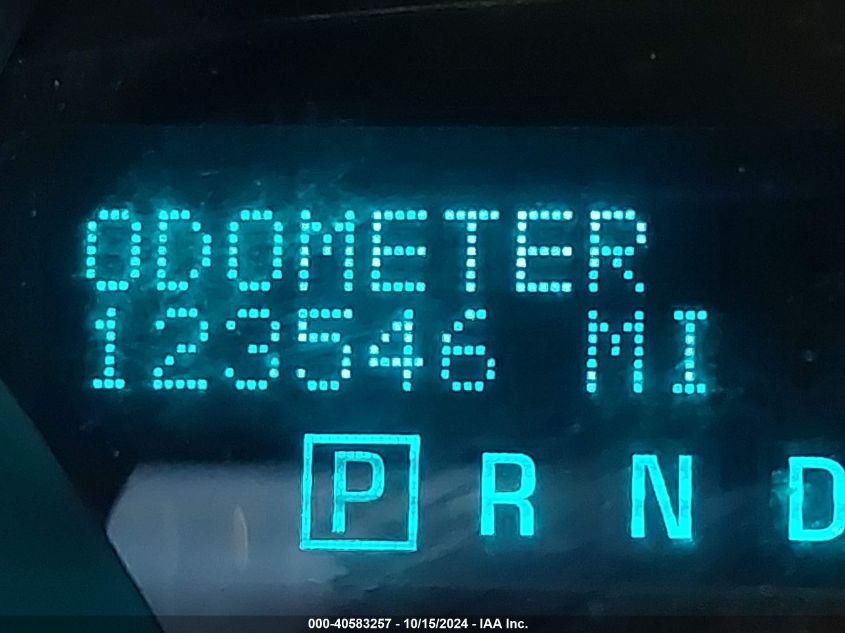 ODOMETER
123546 MI
P R N D
000-40583257 - 10/15/2024 - IAA Inc.